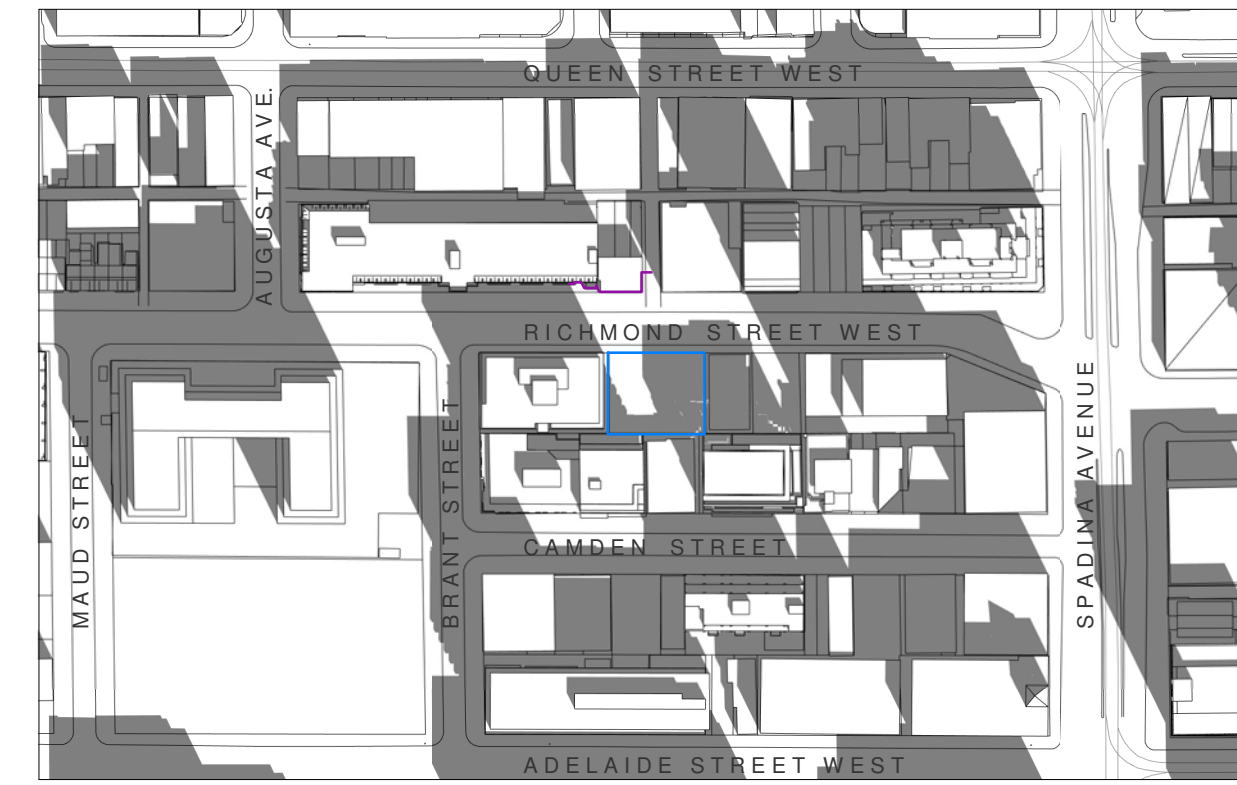 QUEEN STREET WEST
AUGUSTA AVE.
RICHMOND STREET WEST
MAUD STREET
BRANT STREET
SPADINA AVENUE
CAMDEN STREET
ADELAIDE STREET WEST